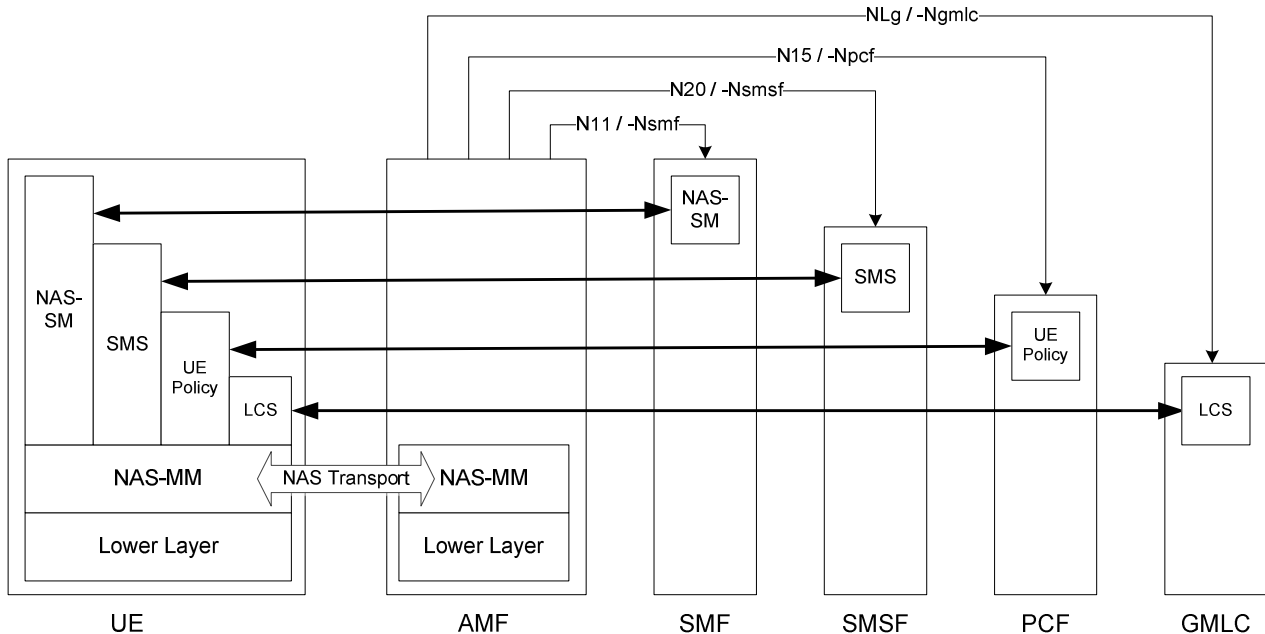 NLg / -Ngmlc
N15 / -Npcf
N20 / -Nsmsf
N11 / -Nsmf
NAS-
SM
SMS
UE
Policy
LCS
NAS-MM
Lower Layer
NAS Transport
NAS-MM
Lower Layer
NAS-
SM
SMS
UE
Policy
LCS
UE
AMF
SMF
SMSF
PCF
GMLC